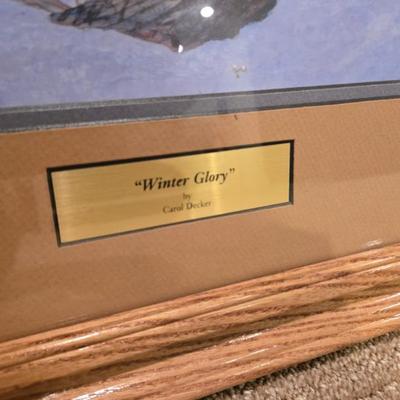 "Winter Glory"
by
Carol Decker